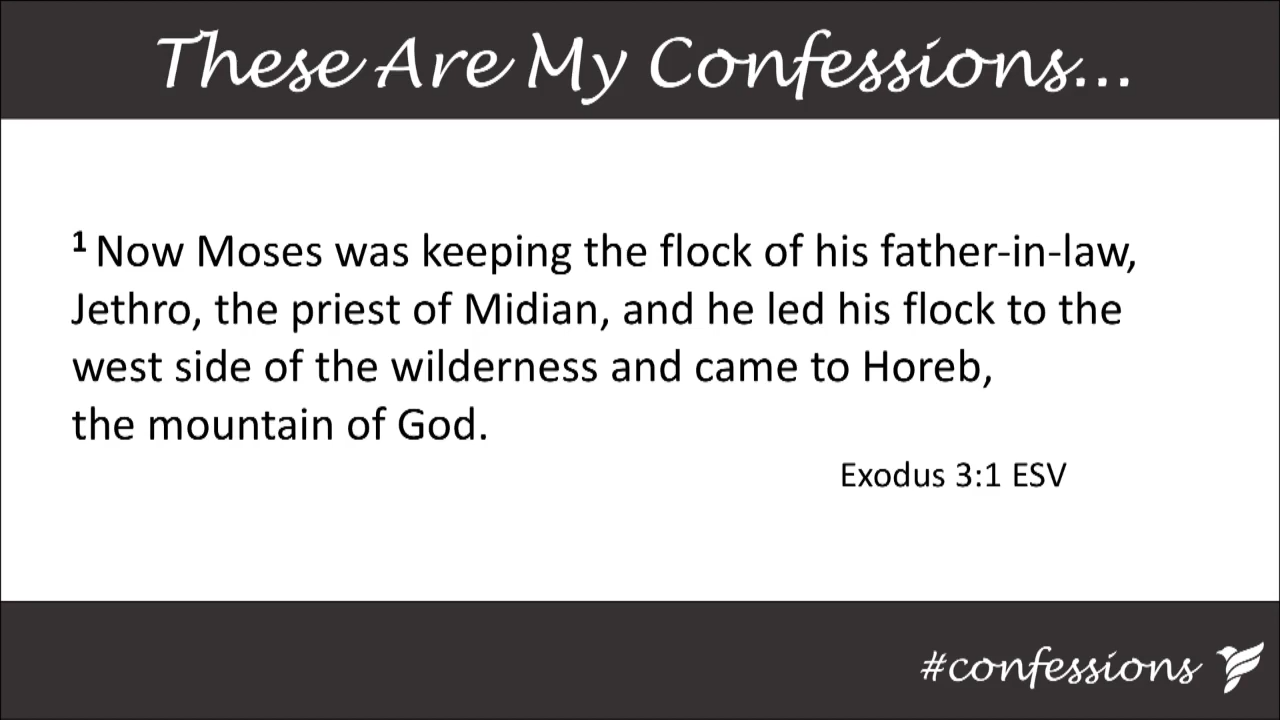 These Are My Confessions...
1 Now Moses was keeping the flock of his father-in-law,
Jethro, the priest of Midian, and he led his flock to the
west side of the wilderness and came to Horeb,
the mountain of God.
Exodus 3:1 ESV
#confessions